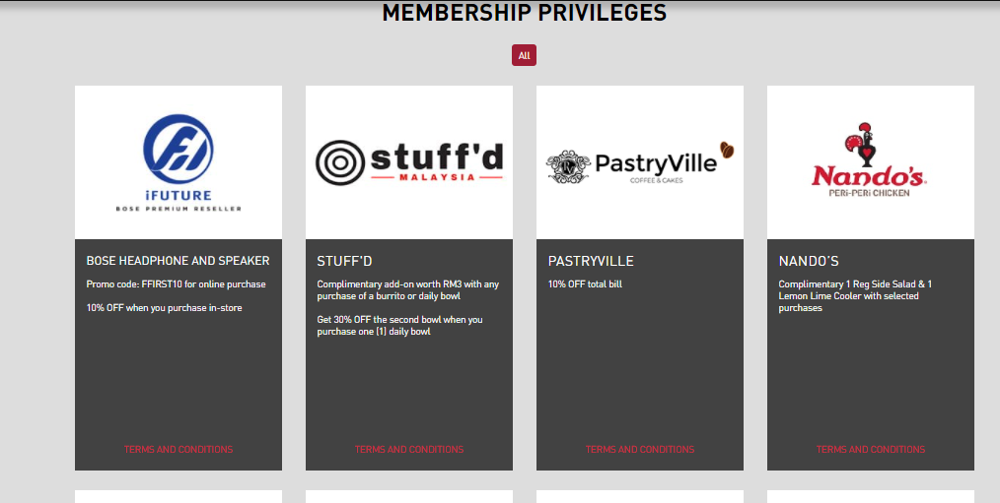 MEMBERSHIP PRIVILEGES
All
iFUTURE
BOSE PREMIUM RESELLER
BOSE HEADPHONE AND SPEAKER
Promo code: FFIRST10 for online purchase
10% OFF when you purchase in-store
TERMS AND CONDITIONS
stuff'd
MALAYSIA
STUFF'D
Complimentary add-on worth RM3 with any
purchase of a burrito or daily bowl
Get 30% OFF the second bowl when you
purchase one (1) daily bowl
TERMS AND CONDITIONS
PastryVille
COFFEE & CAKES
PASTRYVILLE
10% OFF total bill
TERMS AND CONDITIONS
Nando's
PERi-PERi CHICKEN
NANDO'S
Complimentary 1 Reg Side Salad & 1
Lemon Lime Cooler with selected
purchases
TERMS AND CONDITIONS